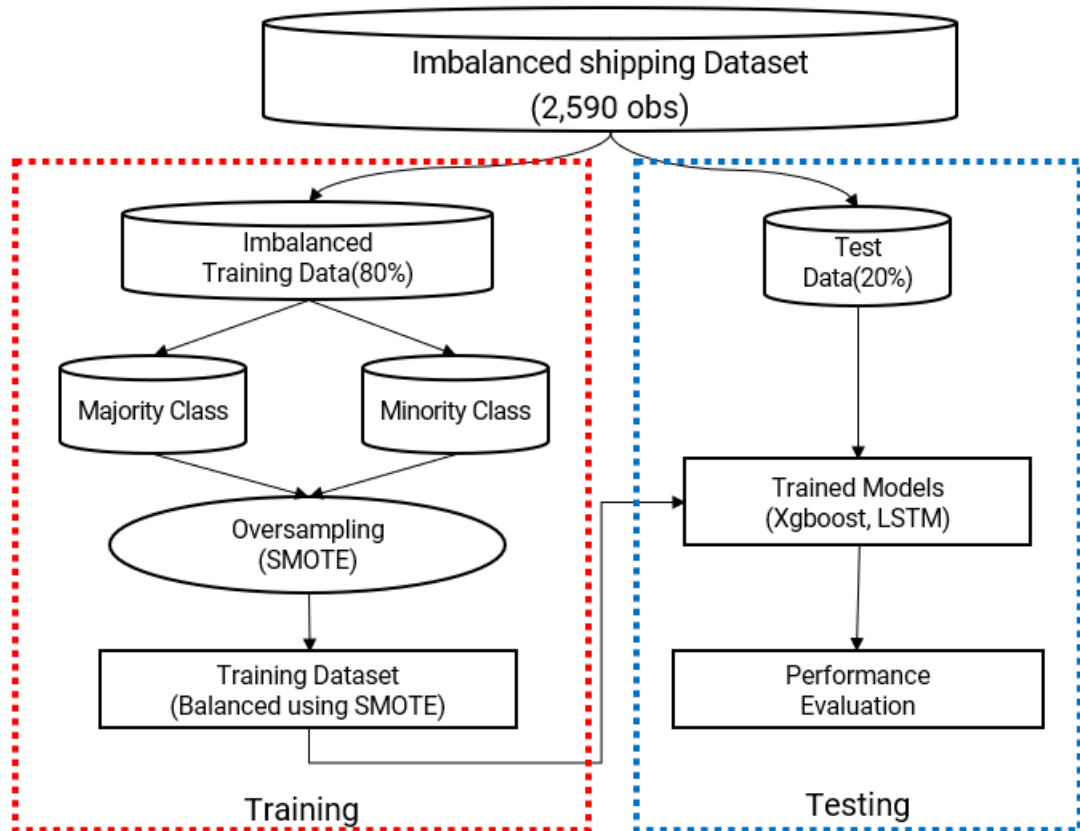 Imbalanced shipping Dataset
(2,590 obs)
Imbalanced
Training Data(80%)
Test
Data(20%)
Majority Class
Minority Class
Oversampling
(SMOTE)
Trained Models
(Xgboost, LSTM)
Training Dataset
(Balanced using SMOTE)
Performance
Evaluation
Training
Testing